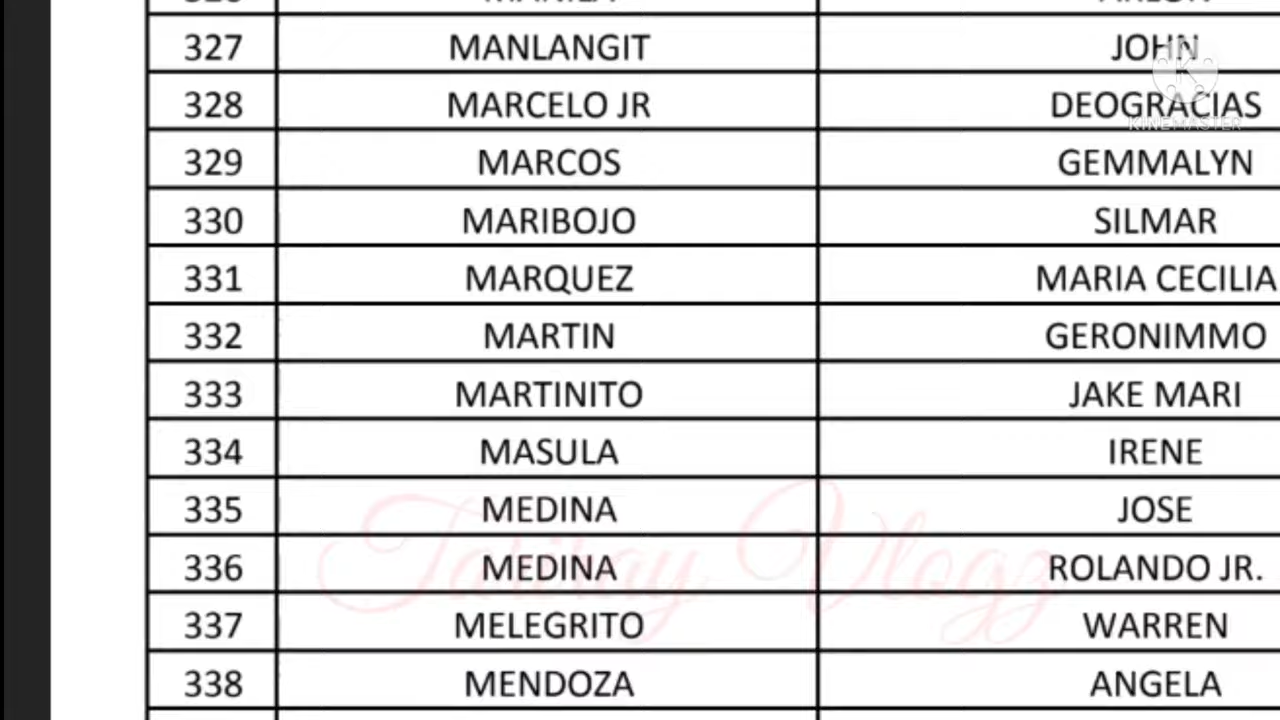 327 MANLANGIT JOHN
KINEMASTER
328 MARCELO JR DEOGRACIAS
329 MARCOS GEMMALYN
330 MARIBOJO SILMAR
331 MARQUEZ MARIA CECILIA
332 MARTIN GERONIMMO
333 MARTINITO JAKE MARI
334 MASULA IRENE
335 MEDINA JOSE
336 MEDINA ROLANDO JR.
Vlogz
337 MELEGRITO WARREN
338 MENDOZA ANGELA